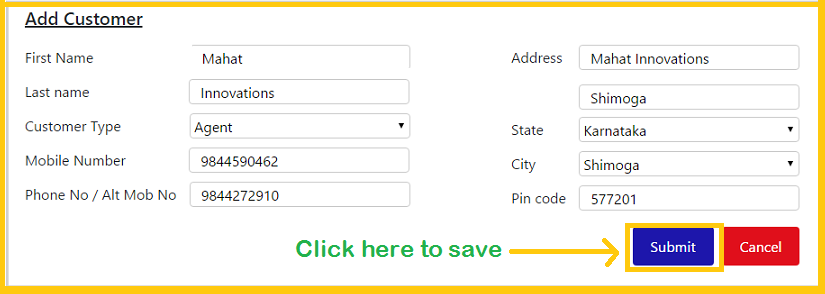 Add Customer
First Name Mahat
Last name Innovations
Customer Type Agent
Mobile Number 9844590462
Phone No / Alt Mob No 9844272910
Address Mahat Innovations
Shimoga
State Karnataka
City Shimoga
Pin code 577201
Click here to save Submit Cancel